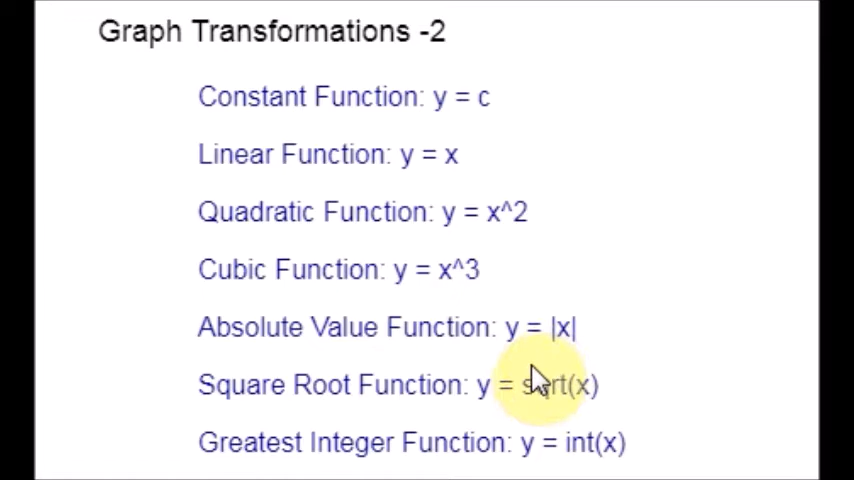 Graph Transformations -2
Constant Function: y = c
Linear Function: y = x
Quadratic Function: y = x^2
Cubic Function: y = x^3
Absolute Value Function: y = |x|
Square Root Function: y = sqrt(x)
Greatest Integer Function: y = int(x)